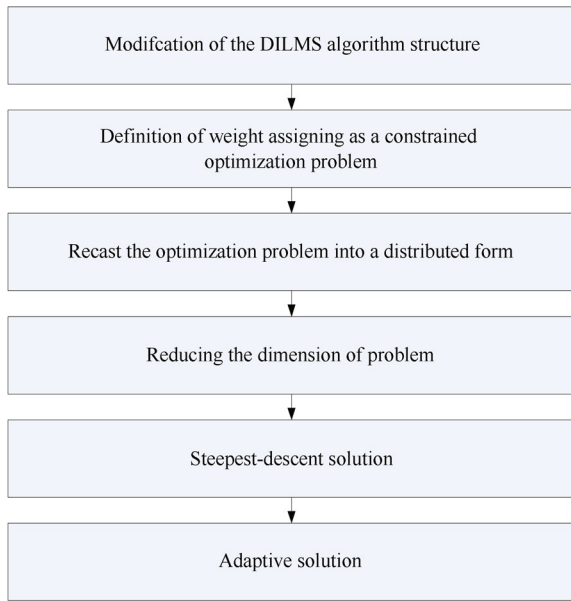 Modifcation of the DILMS algorithm structure
Definition of weight assigning as a constrained
optimization problem
Recast the optimization problem into a distributed form
Reducing the dimension of problem
Steepest-descent solution
Adaptive solution